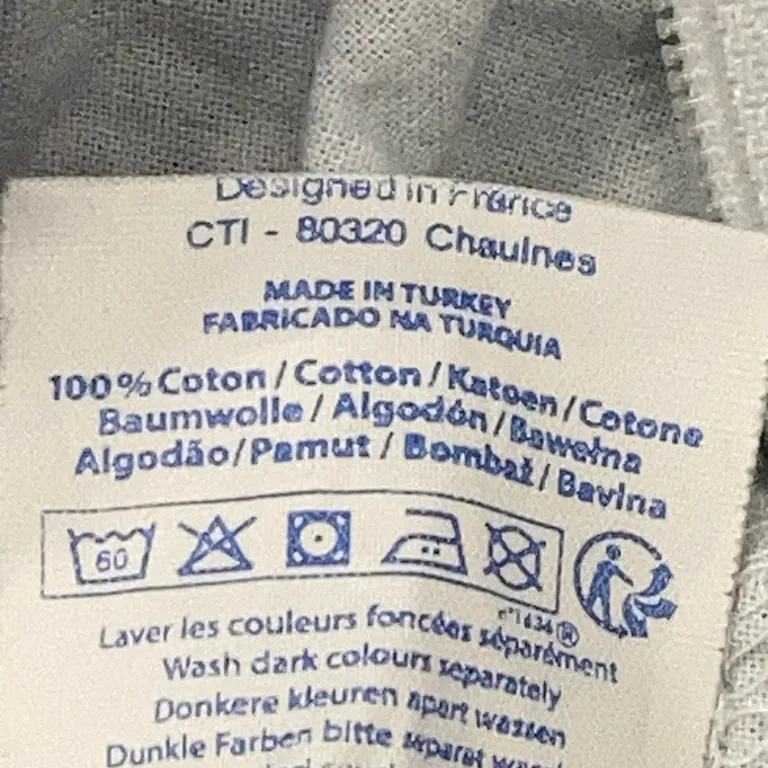 Designed in France
CTI - 80320 Chaulnes
MADE IN TURKEY
FABRICADO NA TURQUIA
100% Coton / Cotton / Katoen / Cotone
Baumwolle / Algodón / Bawełna
Algodão / Pamut / Bombaž / Bavlna
60
n°1634 ®
Laver les couleurs foncées séparément
Wash dark colours separately
Donkere kleuren apart wassen
Dunkle Farben bitte separat